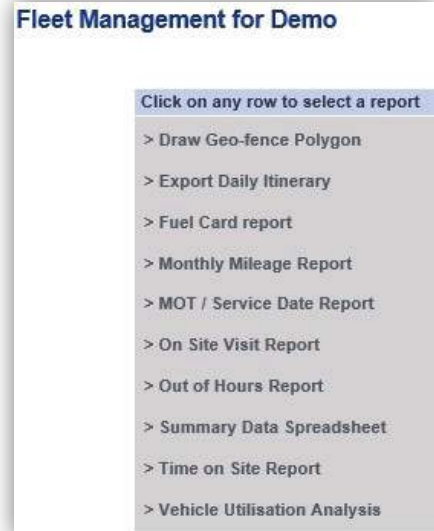 Fleet Management for Demo
Click on any row to select a report
> Draw Geo-fence Polygon
> Export Daily Itinerary
> Fuel Card report
> Monthly Mileage Report
> MOT / Service Date Report
> On Site Visit Report
> Out of Hours Report
> Summary Data Spreadsheet
> Time on Site Report
> Vehicle Utilisation Analysis